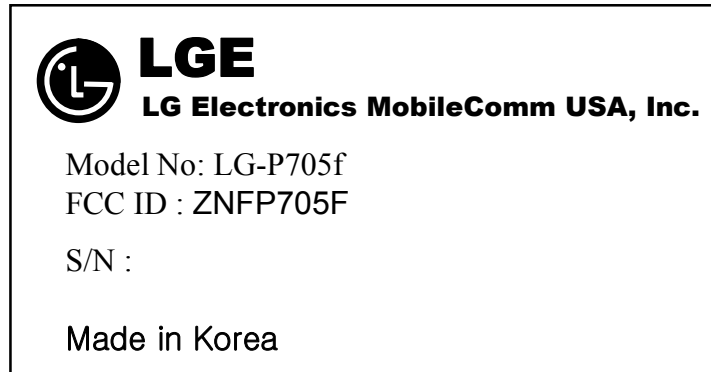 LGE
LG Electronics MobileComm USA, Inc.
Model No: LG-P705f
FCC ID : ZNFP705F
S/N :
Made in Korea